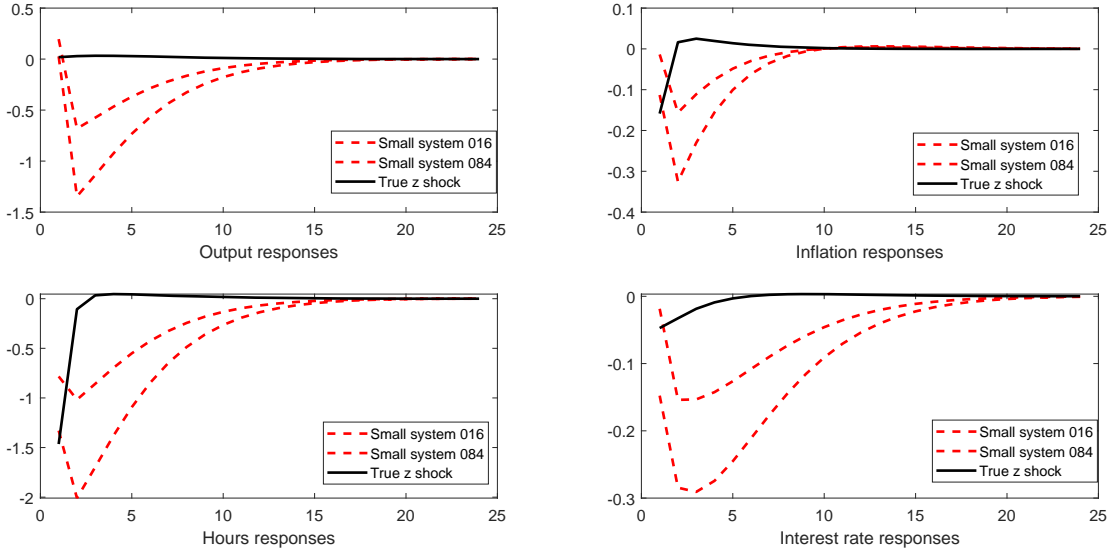 0.5
0
-0.5
-1
-1.5
0 5 10 15 20 25
Small system 016
Small system 084
True z shock
Output responses
0.1
0
-0.1
-0.2
-0.3
-0.4
0 5 10 15 20 25
Small system 016
Small system 084
True z shock
Inflation responses
0
-0.5
-1
-1.5
-2
0 5 10 15 20 25
Small system 016
Small system 084
True z shock
Hours responses
0
-0.1
-0.2
-0.3
0 5 10 15 20 25
Small system 016
Small system 084
True z shock
Interest rate responses